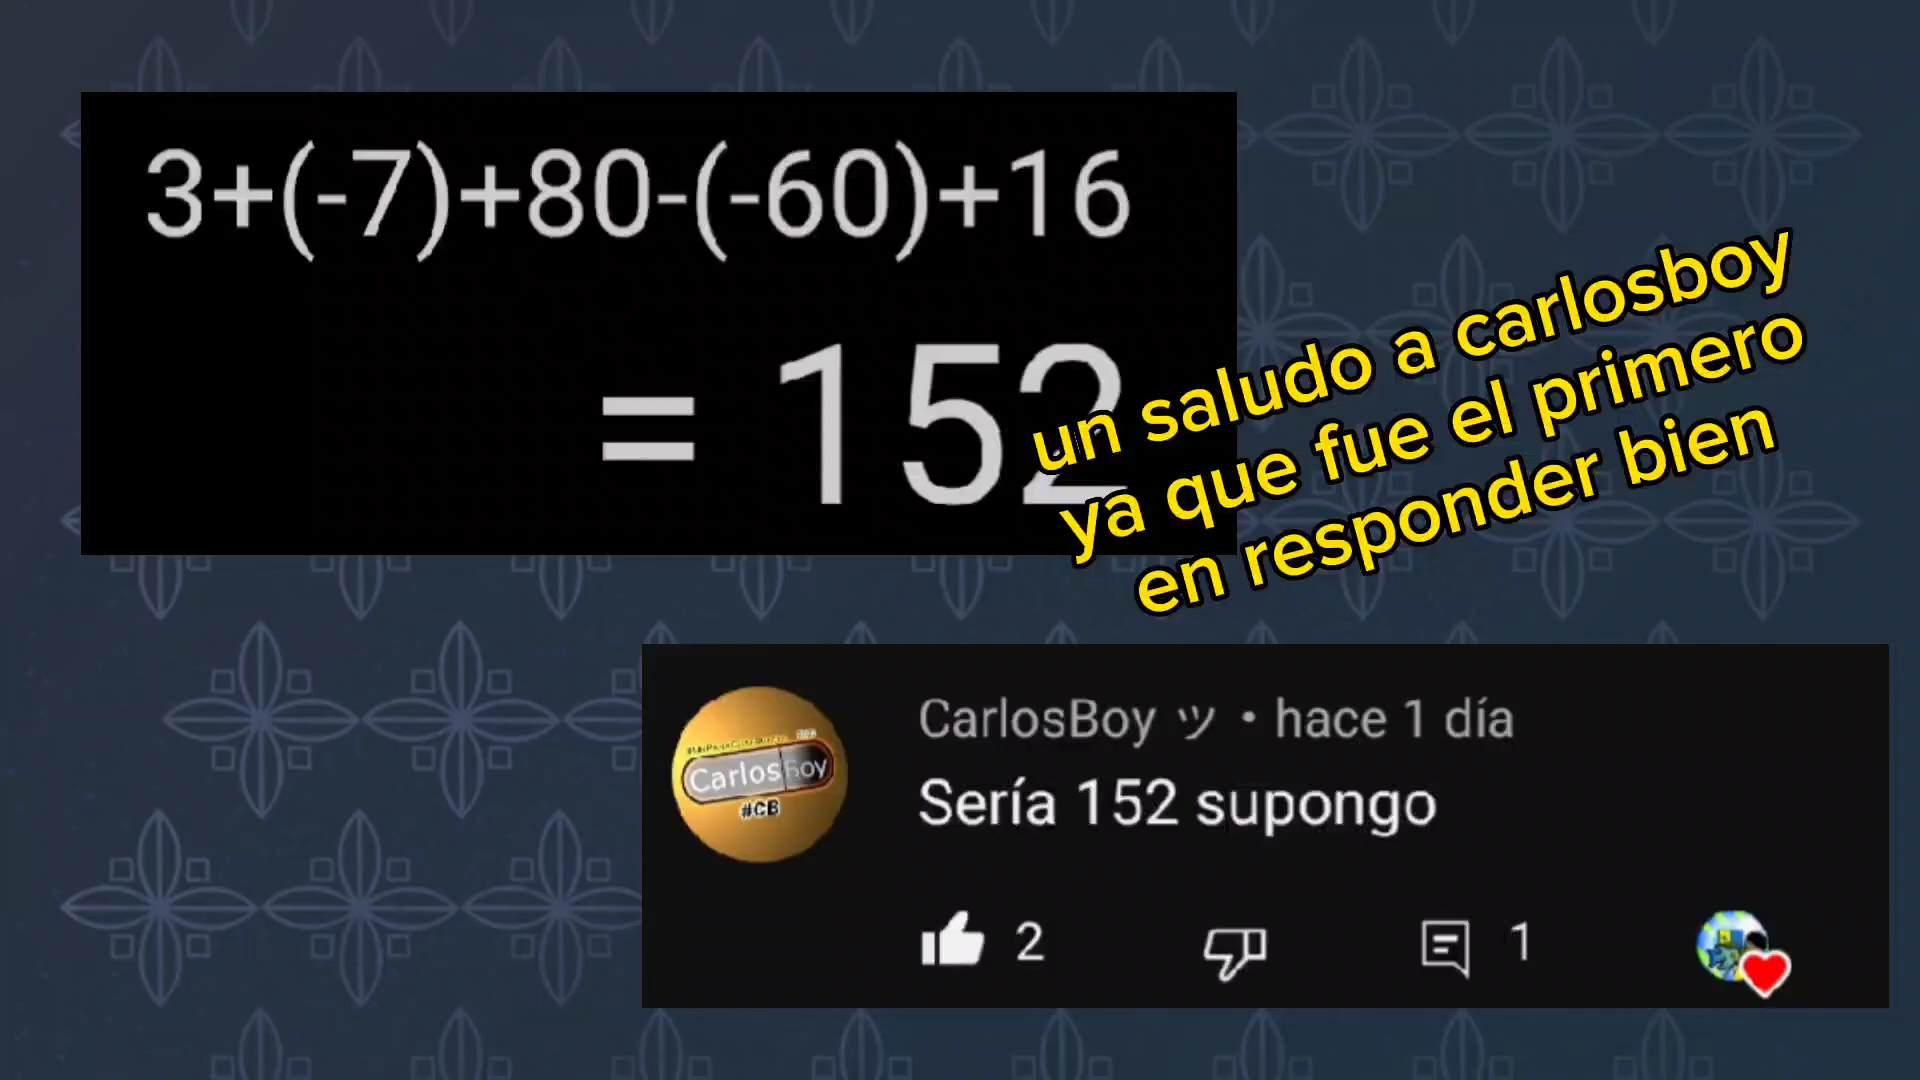 3+(-7)+80-(-60)+16
= 152
un saludo a carlosboy
ya que fue el primero
en responder bien
CarlosBoy ツ • hace 1 día
Sería 152 supongo
CarlosBoy
#CB
2
1